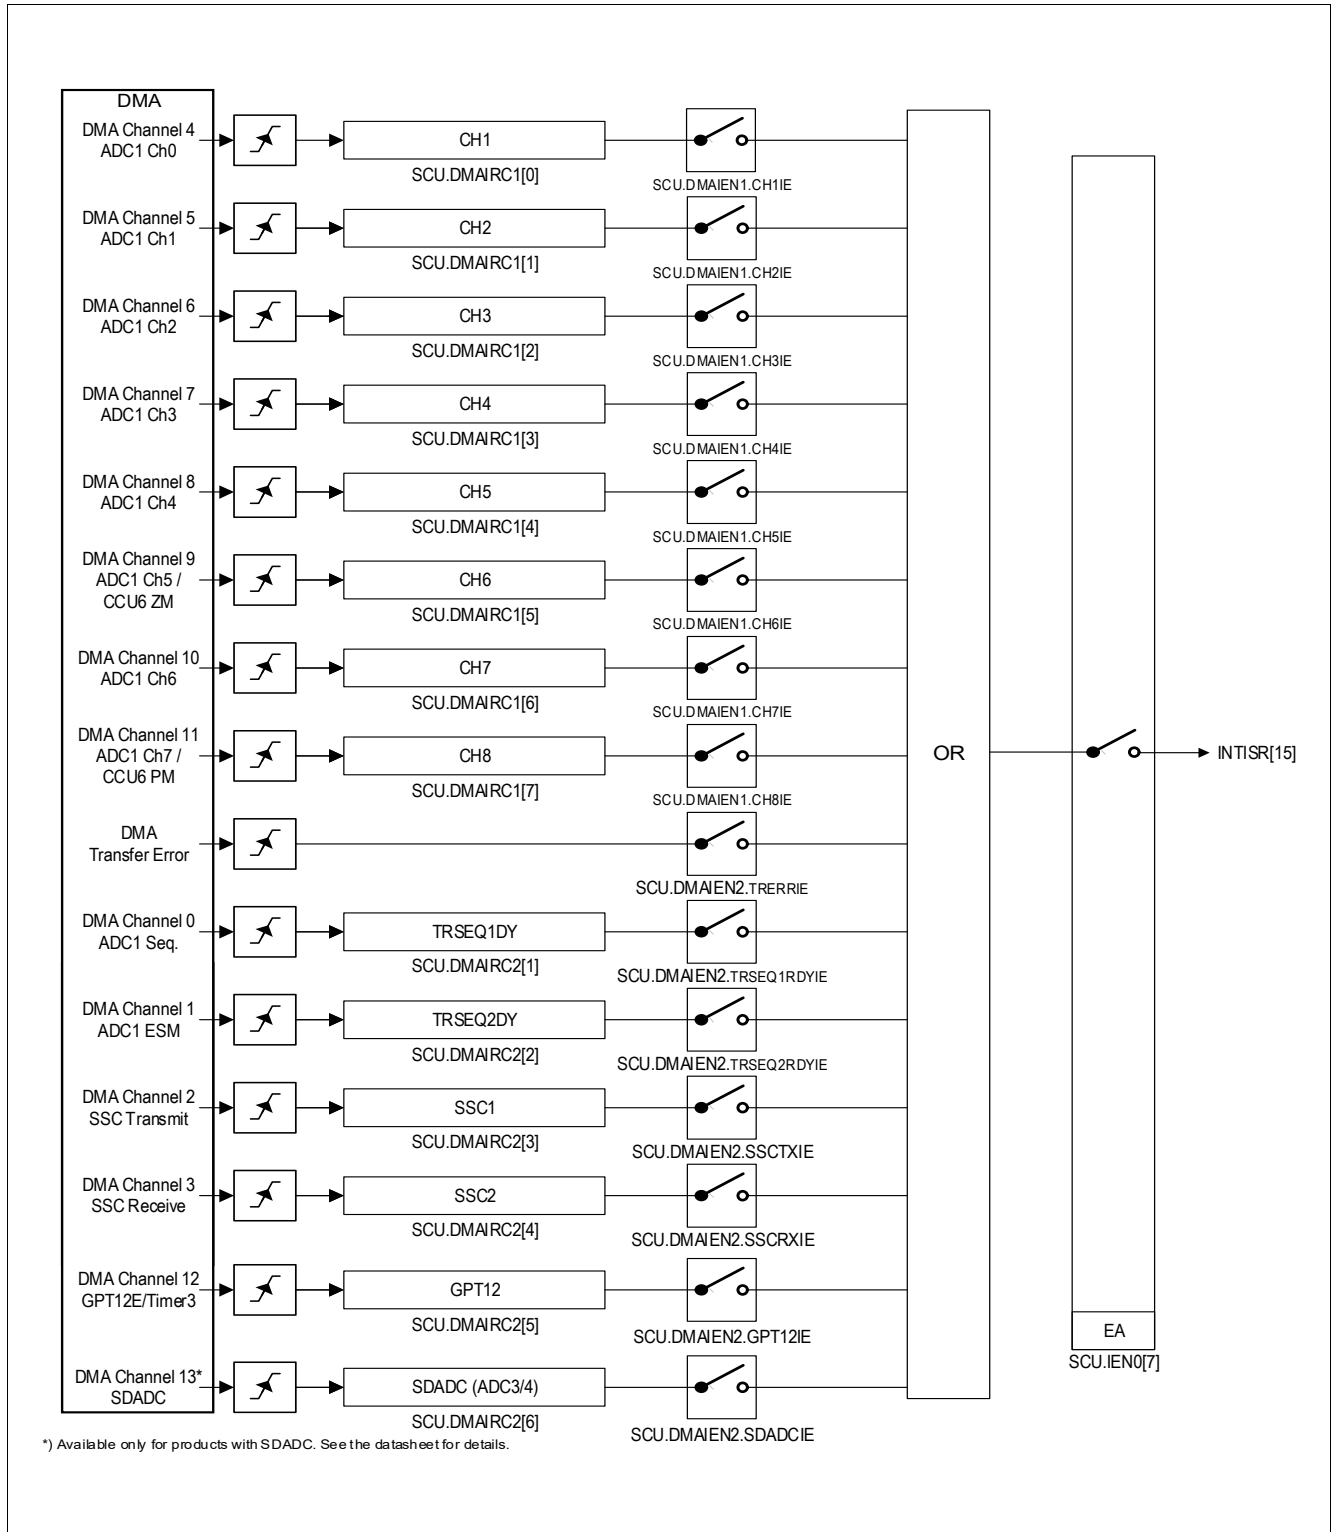 DMA
DMA Channel 4
ADC1 Ch0
CH1
SCU.DMAIRC1[0]
SCU.DMAIEN1.CH1IE
DMA Channel 5
ADC1 Ch1
CH2
SCU.DMAIRC1[1]
SCU.DMAIEN1.CH2IE
DMA Channel 6
ADC1 Ch2
CH3
SCU.DMAIRC1[2]
SCU.DMAIEN1.CH3IE
DMA Channel 7
ADC1 Ch3
CH4
SCU.DMAIRC1[3]
SCU.DMAIEN1.CH4IE
DMA Channel 8
ADC1 Ch4
CH5
SCU.DMAIRC1[4]
SCU.DMAIEN1.CH5IE
DMA Channel 9
ADC1 Ch5 /
CCU6 ZM
CH6
SCU.DMAIRC1[5]
SCU.DMAIEN1.CH6IE
DMA Channel 10
ADC1 Ch6
CH7
SCU.DMAIRC1[6]
SCU.DMAIEN1.CH7IE
DMA Channel 11
ADC1 Ch7 /
CCU6 PM
CH8
SCU.DMAIRC1[7]
SCU.DMAIEN1.CH8IE
OR
INTISR[15]
DMA
Transfer Error
SCU.DMAIEN2.TRERRIE
DMA Channel 0
ADC1 Seq.
TRSEQ1DY
SCU.DMAIRC2[1]
SCU.DMAIEN2.TRSEQ1RDYIE
DMA Channel 1
ADC1 ESM
TRSEQ2DY
SCU.DMAIRC2[2]
SCU.DMAIEN2.TRSEQ2RDYIE
DMA Channel 2
SSC Transmit
SSC1
SCU.DMAIRC2[3]
SCU.DMAIEN2.SSCTXIE
DMA Channel 3
SSC Receive
SSC2
SCU.DMAIRC2[4]
SCU.DMAIEN2.SSCRXIE
DMA Channel 12
GPT12E/Timer3
GPT12
SCU.DMAIRC2[5]
SCU.DMAIEN2.GPT12IE
EA
SCU.IEN0[7]
DMA Channel 13*
SDADC
SDADC (ADC3/4)
SCU.DMAIRC2[6]
SCU.DMAIEN2.SDADCIE
*) Available only for products with SDADC. See the datasheet for details.